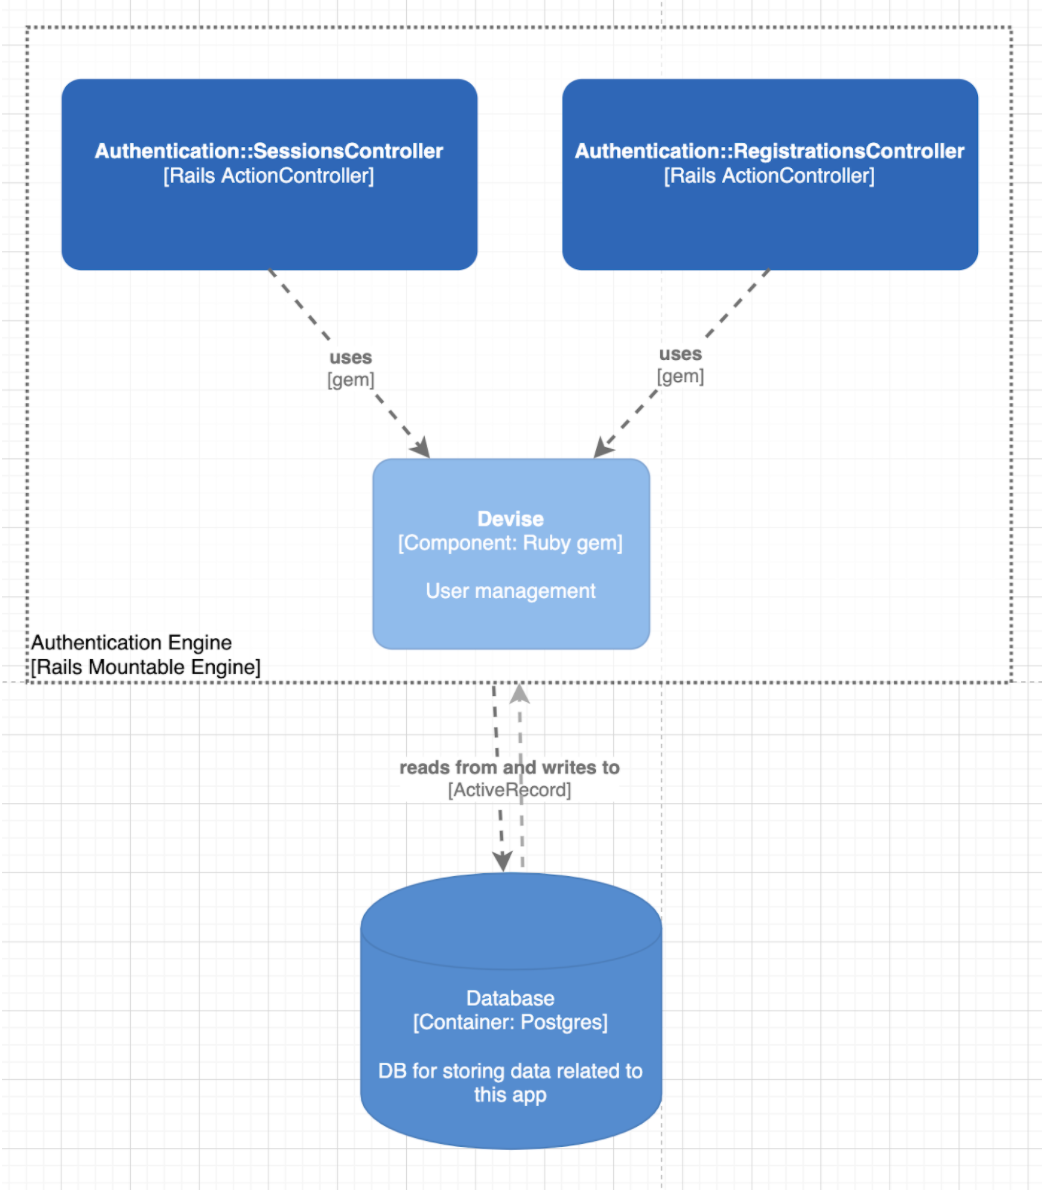 Authentication::SessionsController
[Rails ActionController]
Authentication::RegistrationsController
[Rails ActionController]
uses
[gem]
uses
[gem]
Devise
[Component: Ruby gem]
User management
Authentication Engine
[Rails Mountable Engine]
reads from and writes to
[ActiveRecord]
Database
[Container: Postgres]
DB for storing data related to
this app